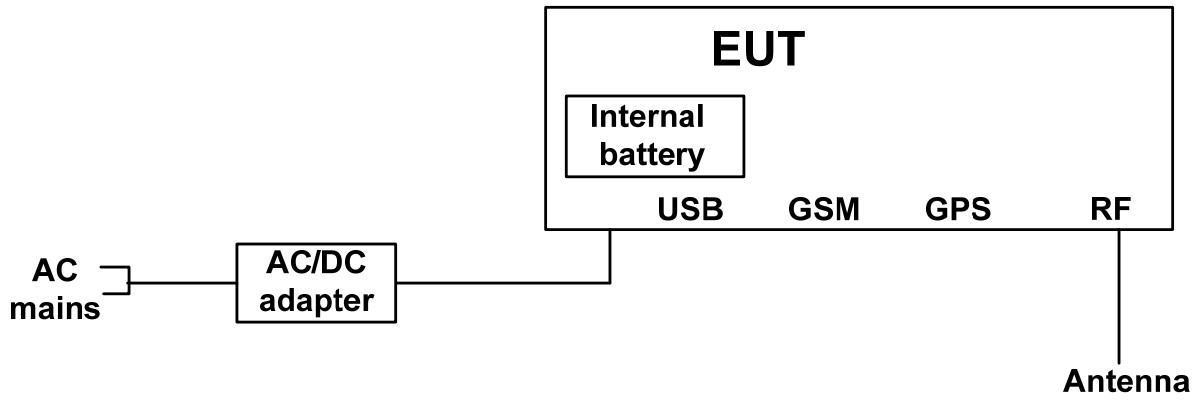 EUT
Internal
battery
USB GSM GPS RF
AC
mains
AC/DC
adapter
Antenna